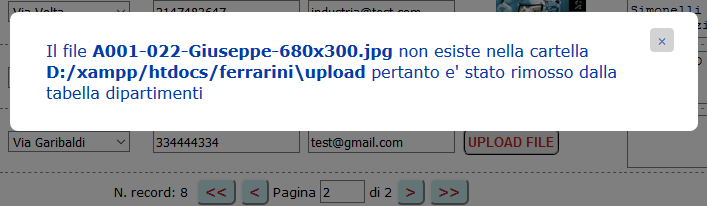 Via Volta 3147483647 industria@test.com Simonelli
Il file A001-022-Giuseppe-680x300.jpg non esiste nella cartella ×
D:/xampp/htdocs/ferrarini\upload pertanto e' stato rimosso dalla
tabella dipartimenti
Via Garibaldi 334444334 test@gmail.com UPLOAD FILE
N. record: 8 << < Pagina 2 di 2 > >>